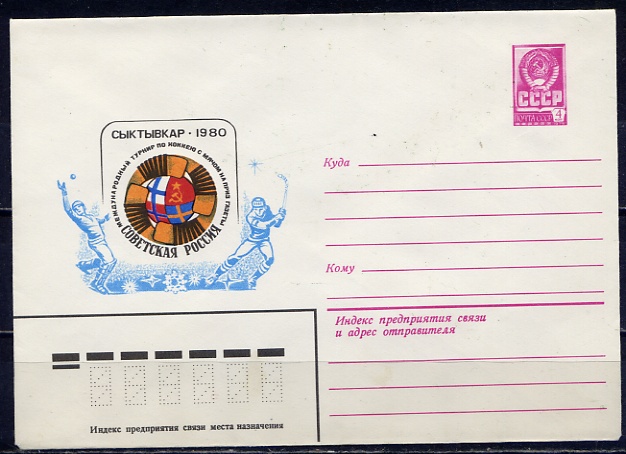 СССР
ПОЧТА СССР 4
СЫКТЫВКАР · 1980
МЕЖДУНАРОДНЫЙ ТУРНИР ПО ХОККЕЮ С МЯЧОМ НА ПРИЗ ГАЗЕТЫ
СОВЕТСКАЯ РОССИЯ
Куда
Кому
Индекс предприятия связи
и адрес отправителя
Индекс предприятия связи места назначения